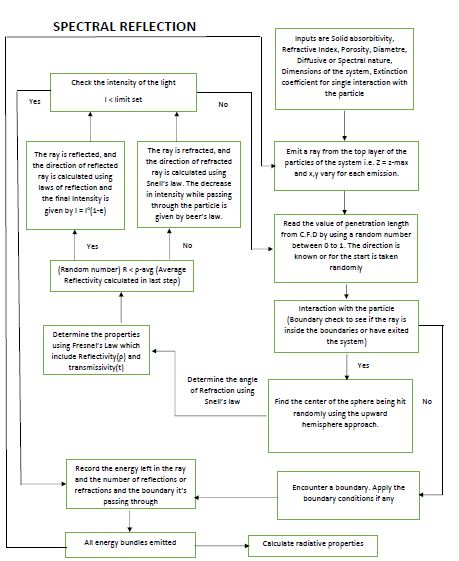 SPECTRAL REFLECTION
Inputs are Solid absorbitivity,
Refractive Index, Porosity, Diametre,
Diffusive or Spectral nature,
Dimensions of the system, Extinction
coefficient for single interaction with
the particle
Check the intensity of the light
I < limit set
Yes
No
Emit a ray from the top layer of the
particles of the system i.e. Z = z-max
and x,y vary for each emission.
The ray is reflected, and
the direction of reflected
ray is calculated using
laws of reflection and
the final Intensity is
given by I = I*(1-e)
The ray is refracted, and
the direction of refracted
ray is calculated using
Snell's law. The decrease
in intensity while passing
through the particle is
given by beer's law.
Read the value of penetration length
from C.F.D by using a random number
between 0 to 1. The direction is
known or for the start is taken
randomly
Yes
No
(Random number) R < ρ-avg (Average
Reflectivity calculated in last step)
Interaction with the particle
(Boundary check to see if the ray is
inside the boundaries or have exited
the system)
Determine the properties
using Fresnel's Law which
include Reflectivity(ρ) and
transmissivity(t)
Yes
No
Determine the angle
of Refraction using
Snell's law
Find the center of the sphere being hit
randomly using the upward
hemisphere approach.
Record the energy left in the ray
and the number of reflections or
refractions and the boundary it's
passing through
Encounter a boundary. Apply the
boundary conditions if any
All energy bundles emitted
Calculate radiative properties